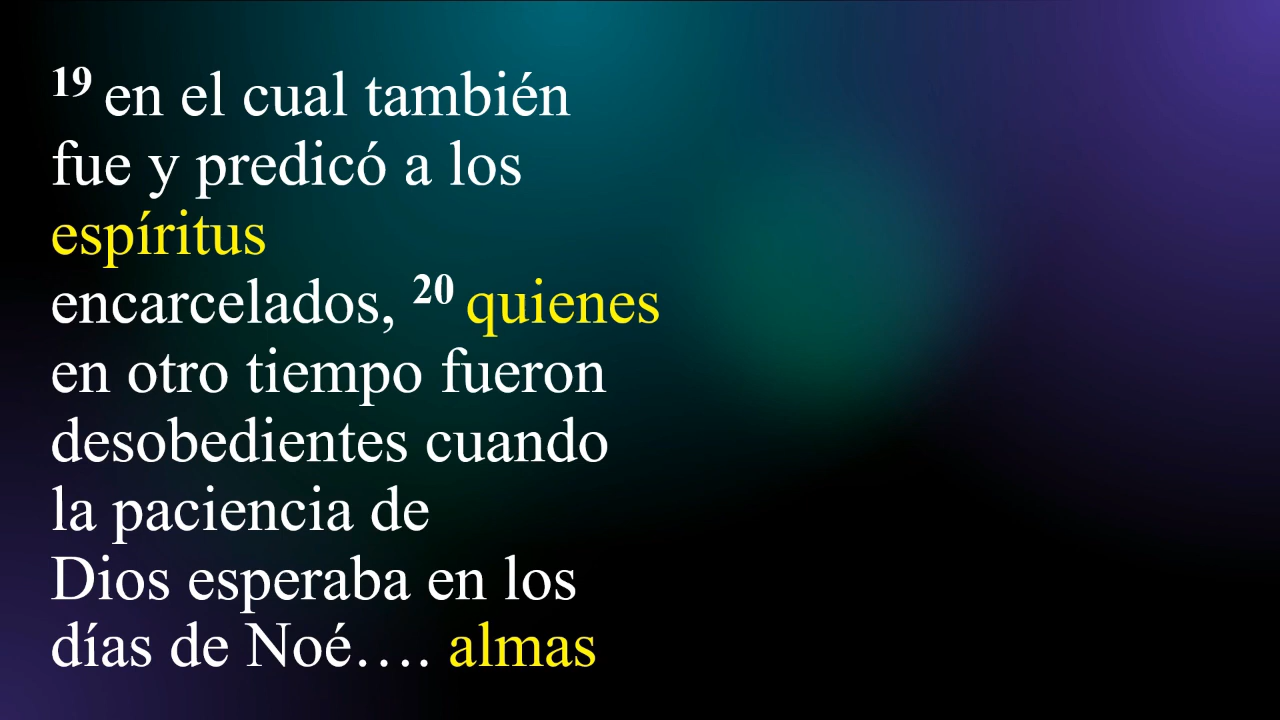 19 en el cual también
fue y predicó a los
espíritus
encarcelados, 20 quienes
en otro tiempo fueron
desobedientes cuando
la paciencia de
Dios esperaba en los
días de Noé…. almas